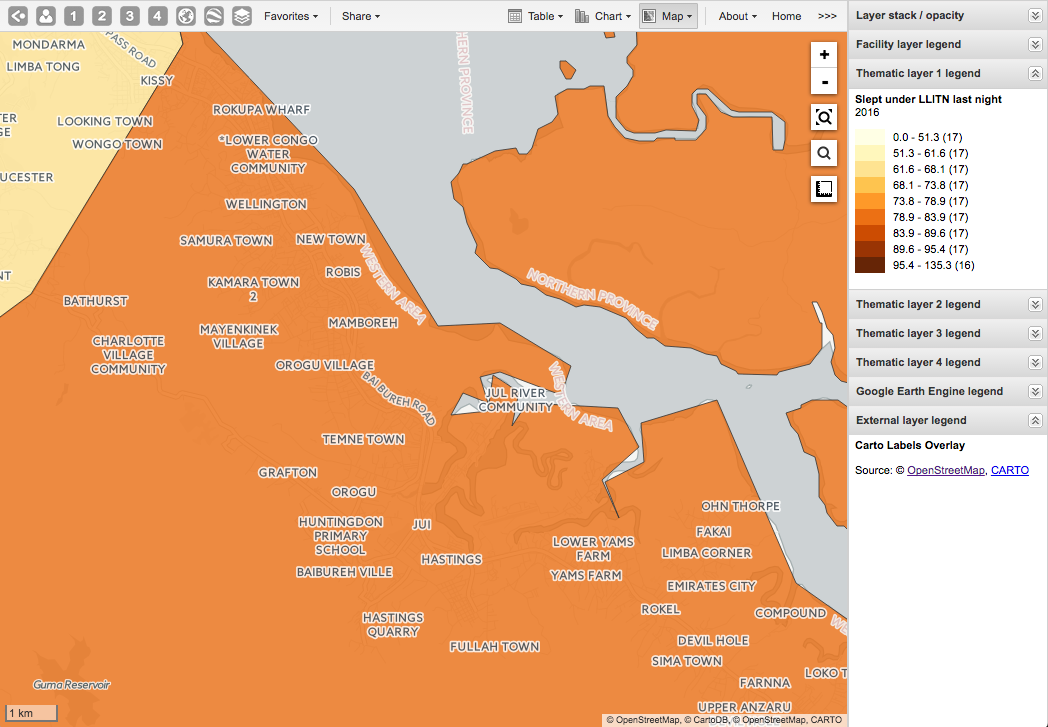 1 2 3 4 Favorites Share Table Chart Map About Home >>>
Layer stack / opacity
Facility layer legend
Thematic layer 1 legend
Slept under LLITN last night
2016
0.0 - 51.3 (17)
51.3 - 61.6 (17)
61.6 - 68.1 (17)
68.1 - 73.8 (17)
73.8 - 78.9 (17)
78.9 - 83.9 (17)
83.9 - 89.6 (17)
89.6 - 95.4 (17)
95.4 - 135.3 (16)
Thematic layer 2 legend
Thematic layer 3 legend
Thematic layer 4 legend
Google Earth Engine legend
External layer legend
Carto Labels Overlay
Source: © OpenStreetMap, CARTO
+
-
MONDARMA
PASS ROAD
LIMBA TONG
KISSY
HERN PROVINCE
ROKUPA WHARF
LOOKING TOWN
WONGO TOWN
*LOWER CONGO
WATER
COMMUNITY
UCESTER
WELLINGTON
SAMURA TOWN
NEW TOWN
WESTERN AREA
ROBIS
KAMARA TOWN
2
NORTHERN PROVINCE
BATHURST
MAMBOREH
MAYENKINEK
VILLAGE
CHARLOTTE
VILLAGE
COMMUNITY
OROGU VILLAGE
BAI BUREH ROAD
JUL RIVER
COMMUNITY
WESTERN AREA
TEMNE TOWN
GRAFTON
OROGU
HUNTINGDON
PRIMARY
SCHOOL
JUI
OHN THORPE
FAKAI
LOWER YAMS
FARM
LIMBA CORNER
HASTINGS
BAIBUREH VILLE
YAMS FARM
EMIRATES CITY
ROKEL
COMPOUND
HASTINGS
QUARRY
DEVIL HOLE
FULLAH TOWN
SIMA TOWN
LOKO T
FARNNA
Guma Reservoir
UPPER ANZARU
1 km
© OpenStreetMap, © CartoDB, © OpenStreetMap, CARTO